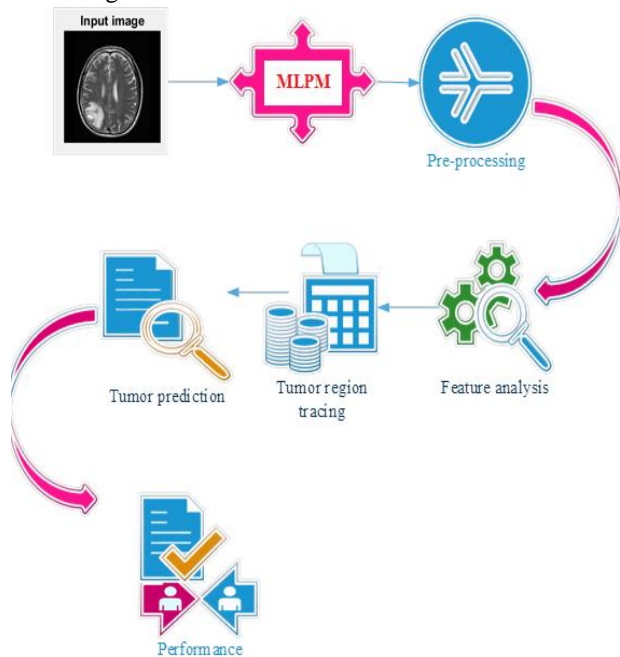 Input image
MLPM
Pre-processing
Feature analysis
Tumor region
tracing
Tumor prediction
Performance